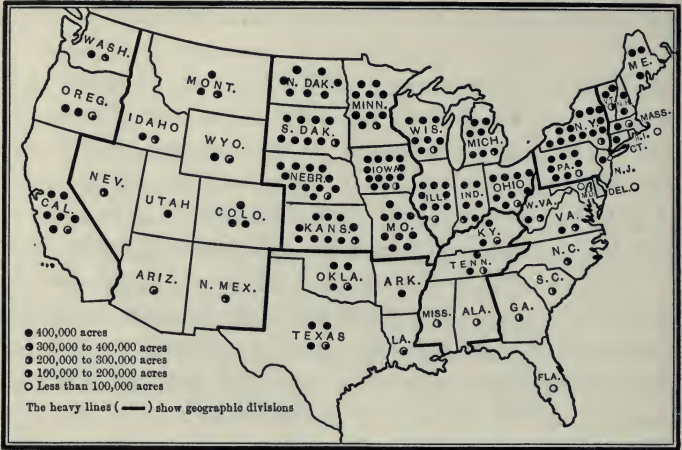 WASH.
MONT.
N. DAK.
MINN.
ME.
OREG.
IDAHO
S. DAK.
WIS.
MICH.
N.Y.
VT.
N.H.
MASS.
R.I.
CT.
WYO.
NEBR.
IOWA
PA.
N.J.
NEV.
UTAH
COLO.
KANS.
MO.
ILL.
IND.
OHIO
W.VA.
MD.
DEL.
CAL.
KY.
VA.
ARIZ.
N. MEX.
OKLA.
ARK.
TENN.
N.C.
S.C.
TEXAS
LA.
MISS.
ALA.
GA.
FLA.
400,000 acres
300,000 to 400,000 acres
200,000 to 300,000 acres
100,000 to 200,000 acres
Less than 100,000 acres
The heavy lines ( ) show geographic divisions